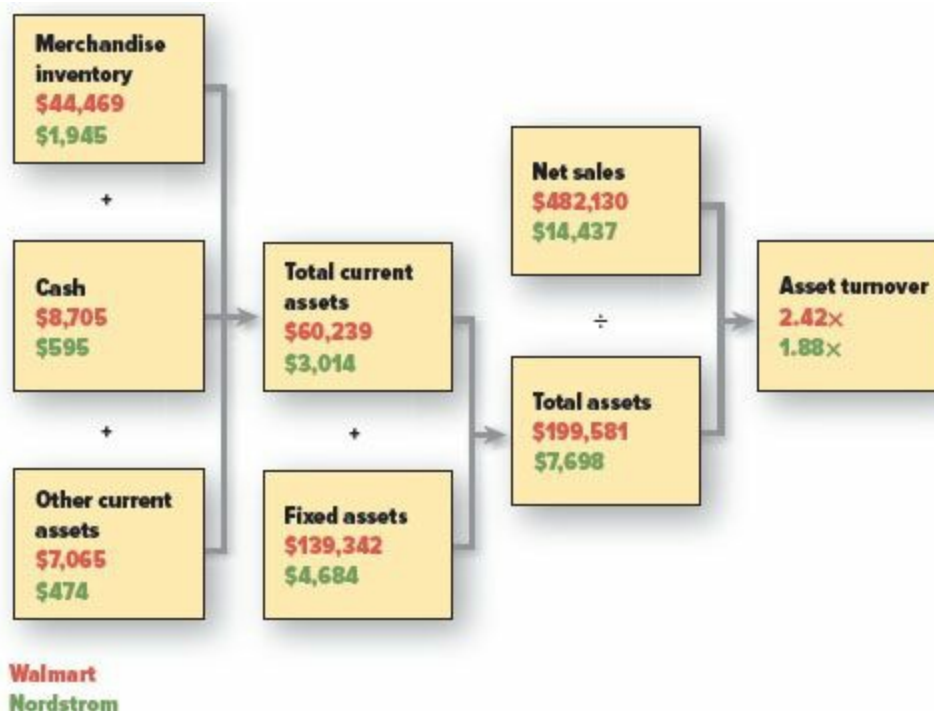 Merchandise
inventory
$44,469
$1,945
+
Cash
$8,705
$595
+
Other current
assets
$7,065
$474
Total current
assets
$60,239
$3,014
+
Fixed assets
$139,342
$4,684
Net sales
$482,130
$14,437
÷
Total assets
$199,581
$7,698
Asset turnover
2.42×
1.88×
Walmart
Nordstrom